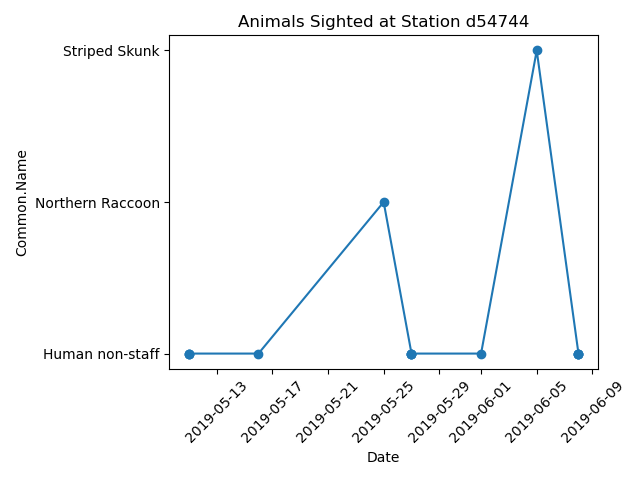 Animals Sighted at Station d54744
Striped Skunk
Northern Raccoon
Human non-staff
Common.Name
2019-05-13
2019-05-17
2019-05-21
2019-05-25
2019-05-29
2019-06-01
2019-06-05
2019-06-09
Date